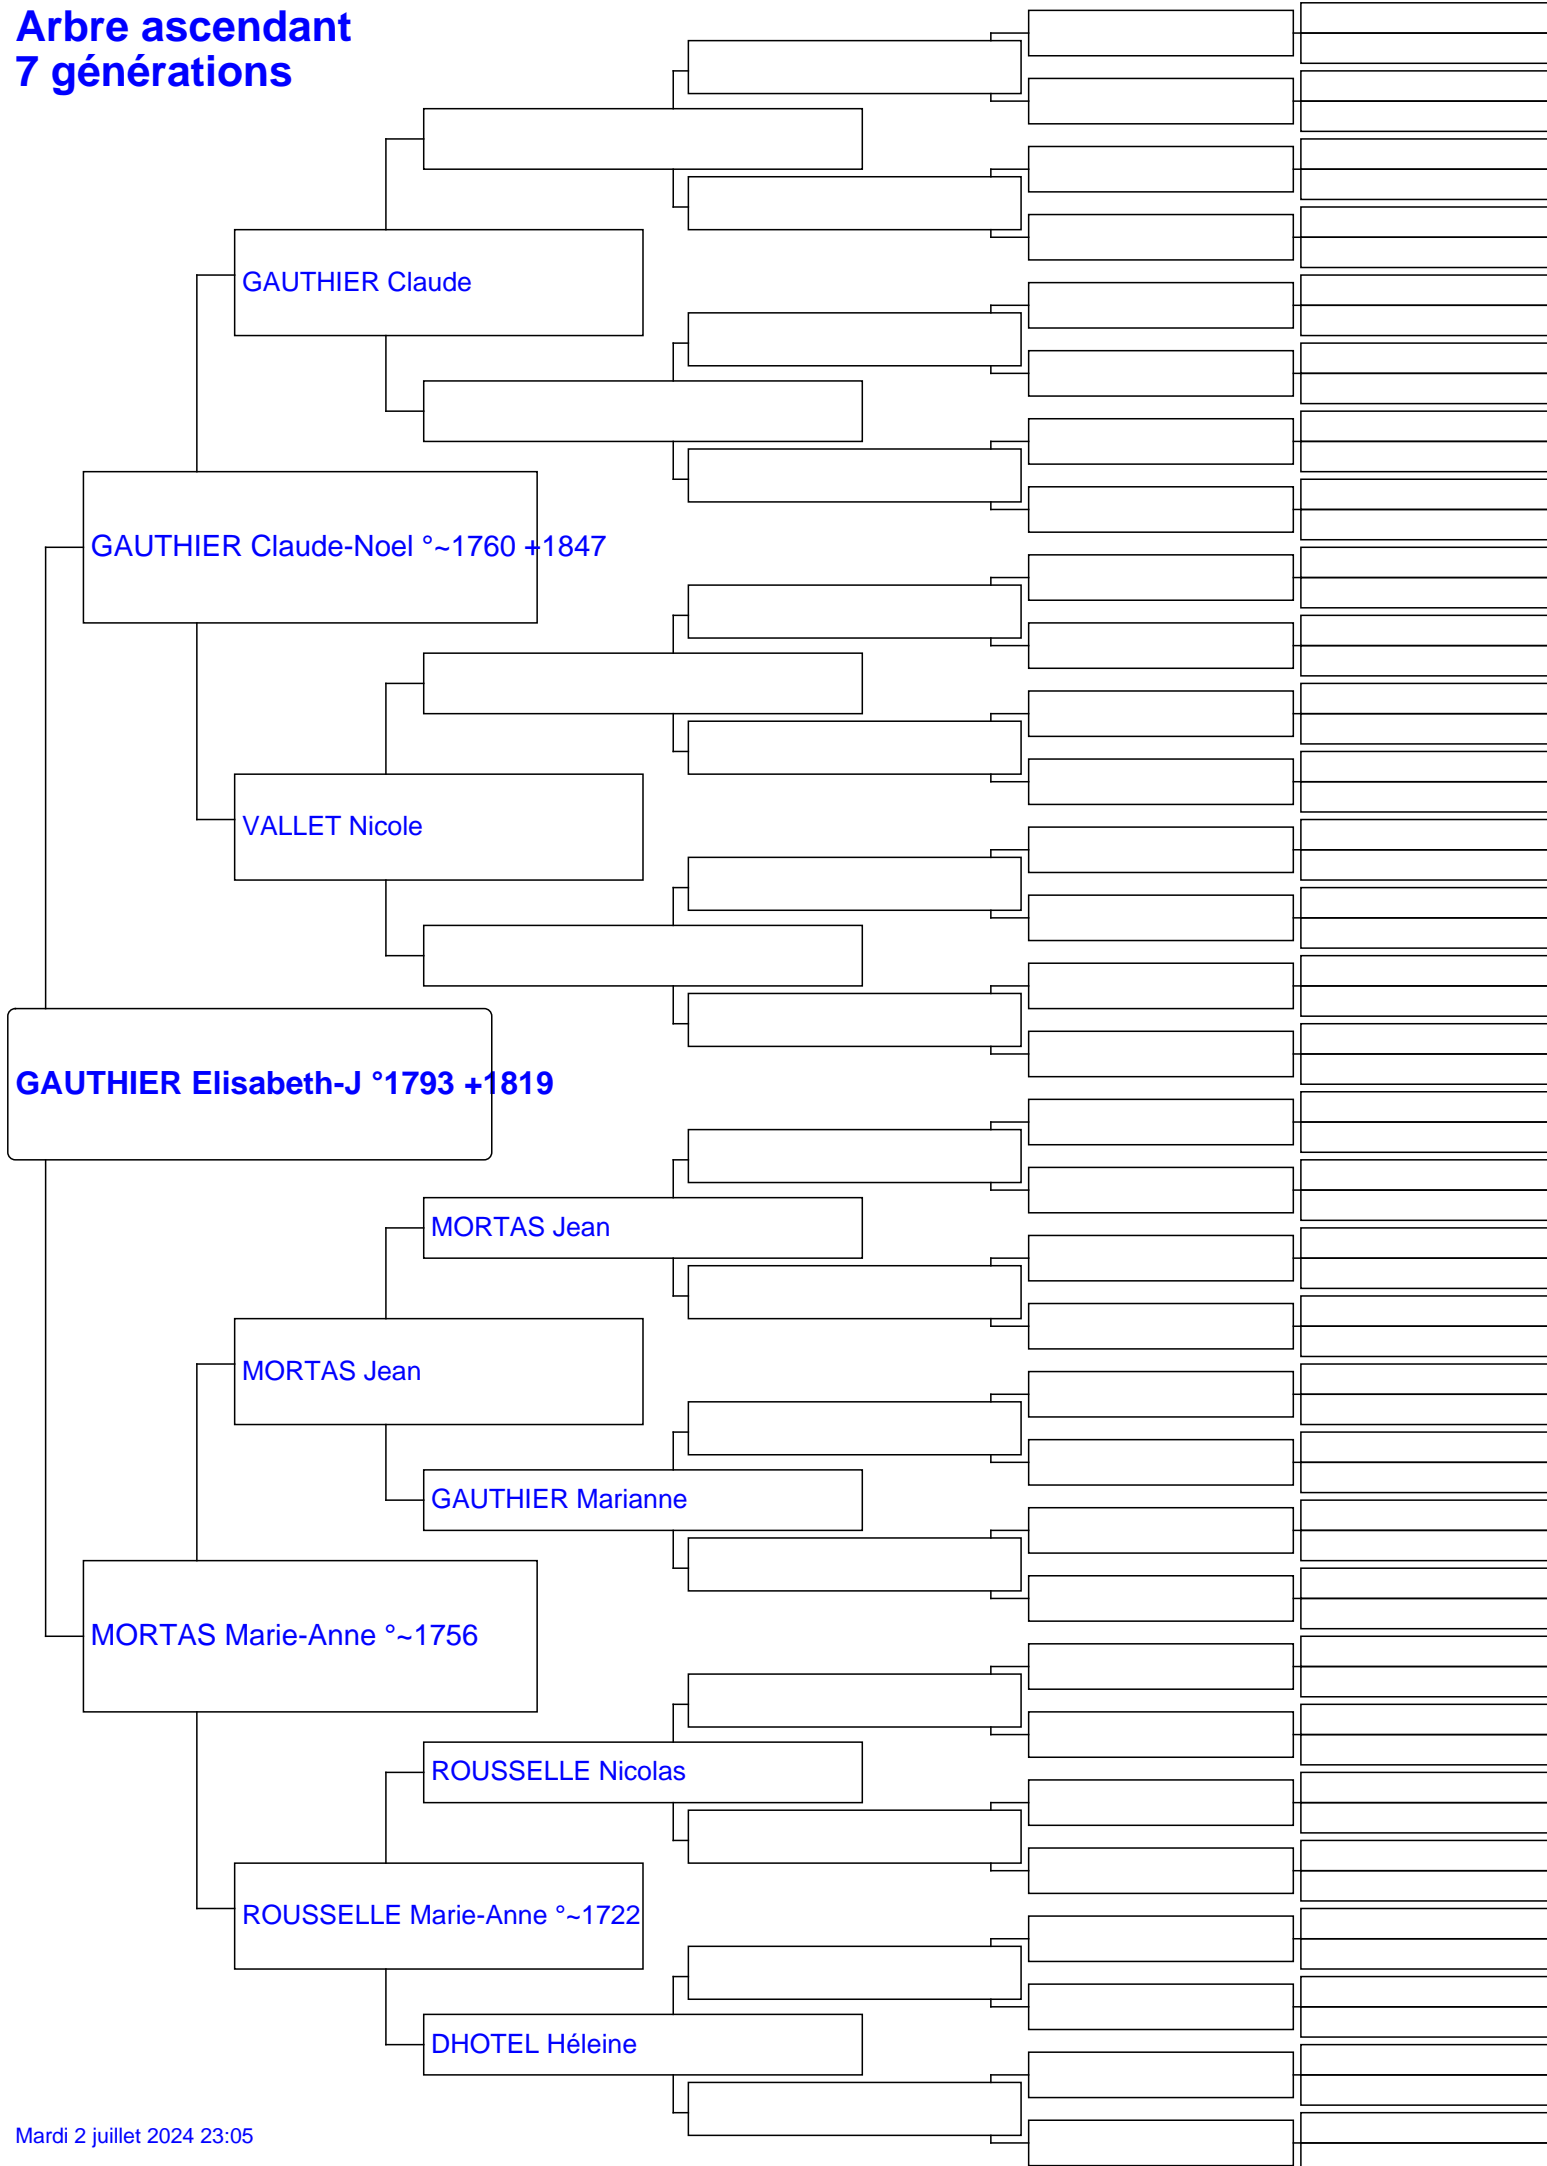 Arbre ascendant
7 générations
GAUTHIER Claude
GAUTHIER Claude-Noel °~1760 +1847
VALLET Nicole
GAUTHIER Elisabeth-J °1793 +1819
MORTAS Jean
MORTAS Jean
GAUTHIER Marianne
MORTAS Marie-Anne °~1756
ROUSSELLE Nicolas
ROUSSELLE Marie-Anne °~1722
DHOTEL Héleine
Mardi 2 juillet 2024 23:05